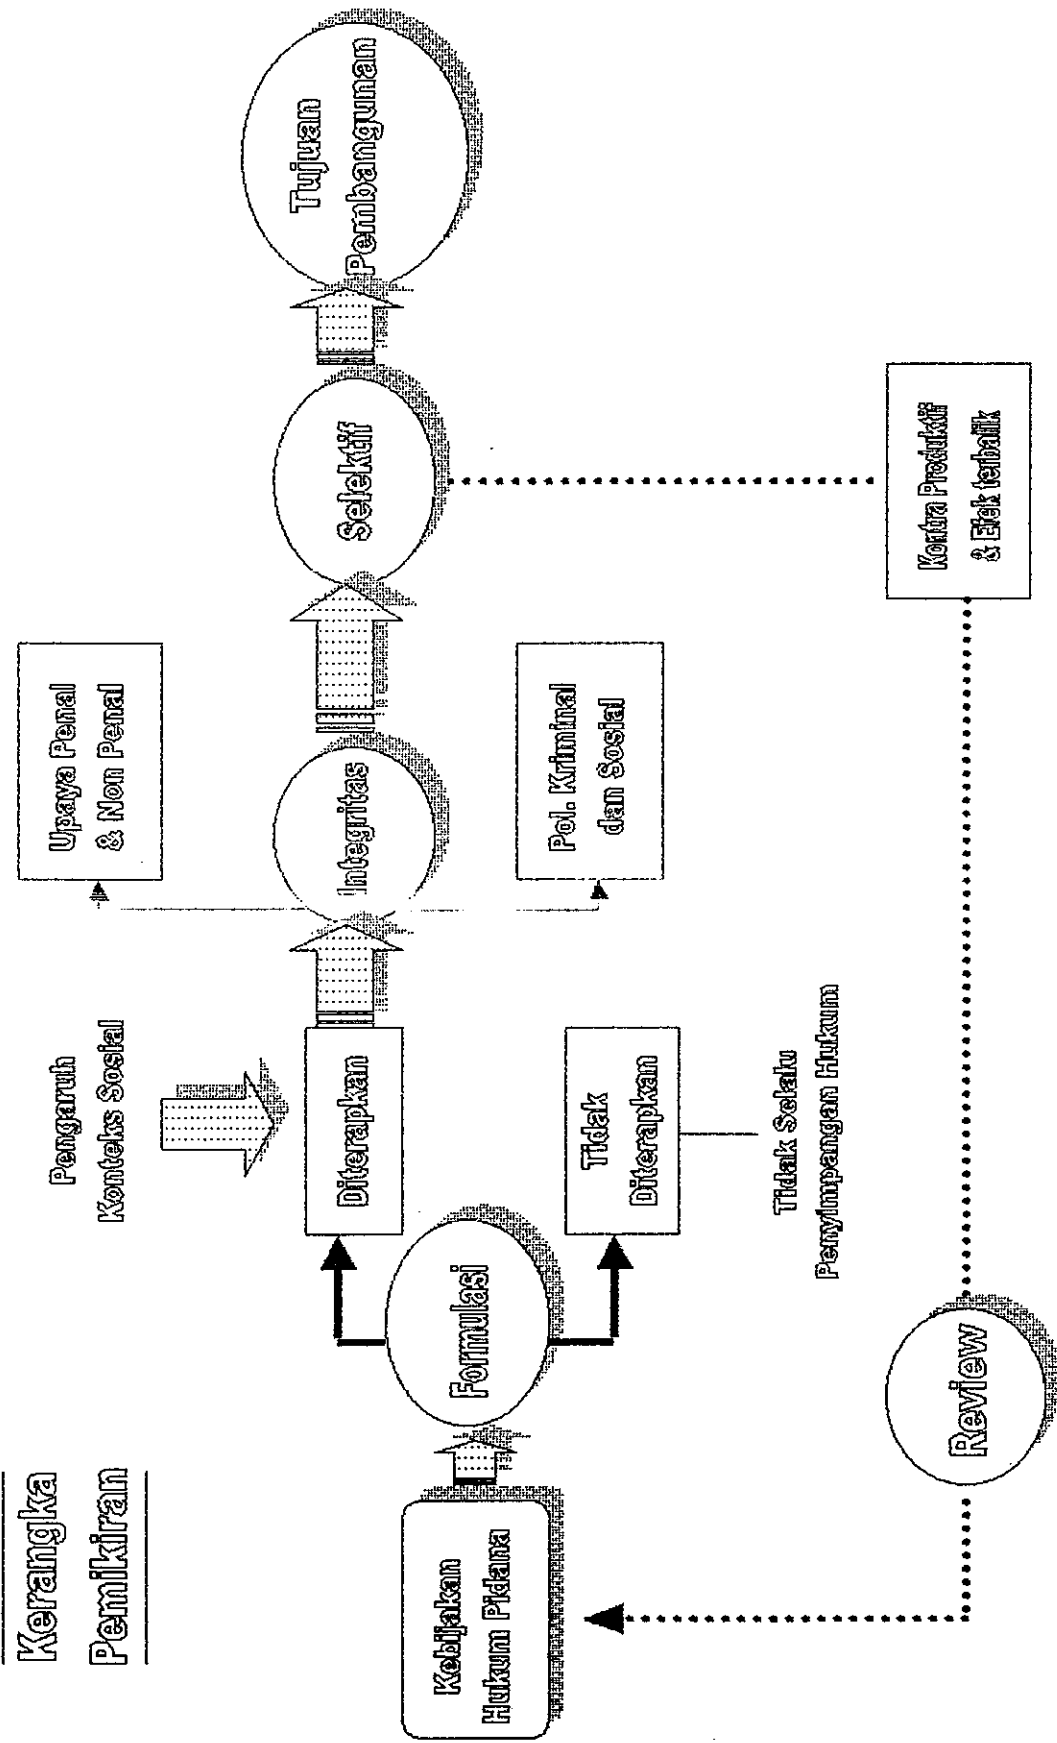 Kerangka
Pemikiran
Kebijakan
Hukum Pidana
Formulasi
Pengaruh
Konteks Sosial
Diterapkan
Tidak
Diterapkan
Tidak Selalu
Penyimpangan Hukum
Upaya Penal
& Non Penal
Integritas
Pol. Kriminal
dan Sosial
Selektif
Tujuan
Pembangunan
Kontra Produktif
& Efek terbalik
Review